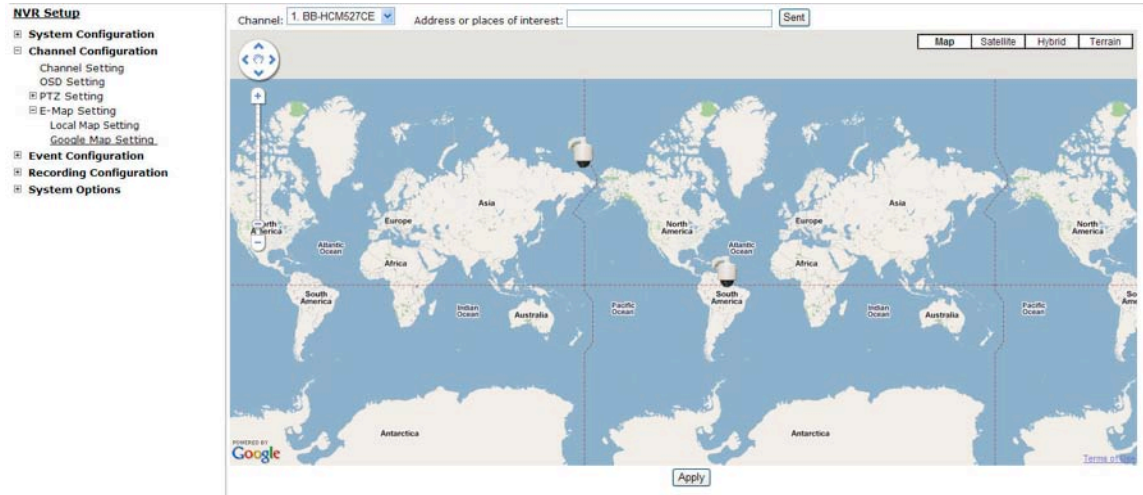 NVR Setup
System Configuration
Channel Configuration
Channel Setting
OSD Setting
PTZ Setting
E-Map Setting
Local Map Setting
Google Map Setting
Event Configuration
Recording Configuration
System Options
Channel: 1. BB-HCM527CE Address or places of interest: Sent
Map Satellite Hybrid Terrain
Asia
North America
Europe
Atlantic Ocean
Africa
South America
Indian Ocean
Australia
Pacific Ocean
Antarctica
North America
Atlantic Ocean
Europe
Asia
Africa
South America
Indian Ocean
Australia
Pacific Ocean
North America
Antarctica
POWERED BY
Google
Terms of Use
Apply